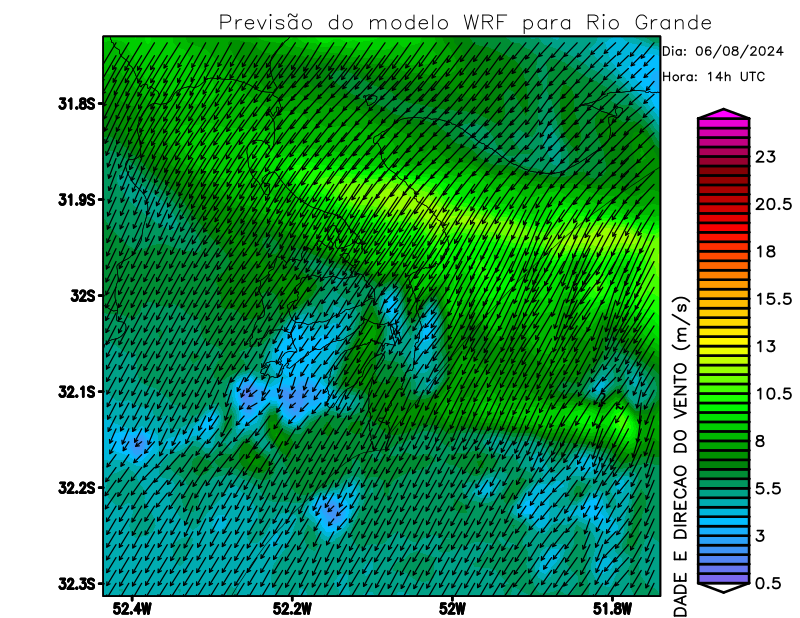 Previsão do modelo WRF para Rio Grande
Dia: 06/08/2024
Hora: 14h UTC
31.8S
31.9S
32S
32.1S
32.2S
32.3S
52.4W
52.2W
52W
51.8W
23
20.5
18
15.5
13
10.5
8
5.5
3
0.5
DADE E DIRECAO DO VENTO (m/s)